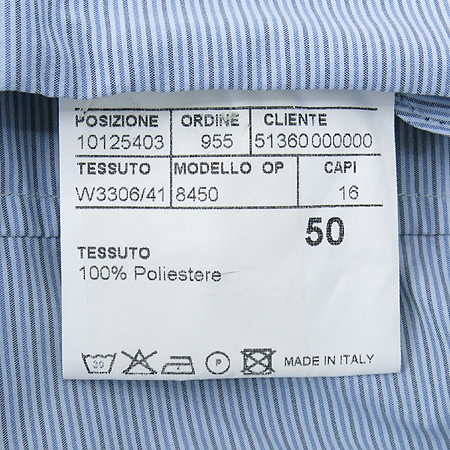 POSIZIONE ORDINE CLIENTE
10125403 955 51360000000
TESSUTO MODELLO OP CAPI
W3306/41 8450 16
50
TESSUTO
100% Poliestere
30 P MADE IN ITALY